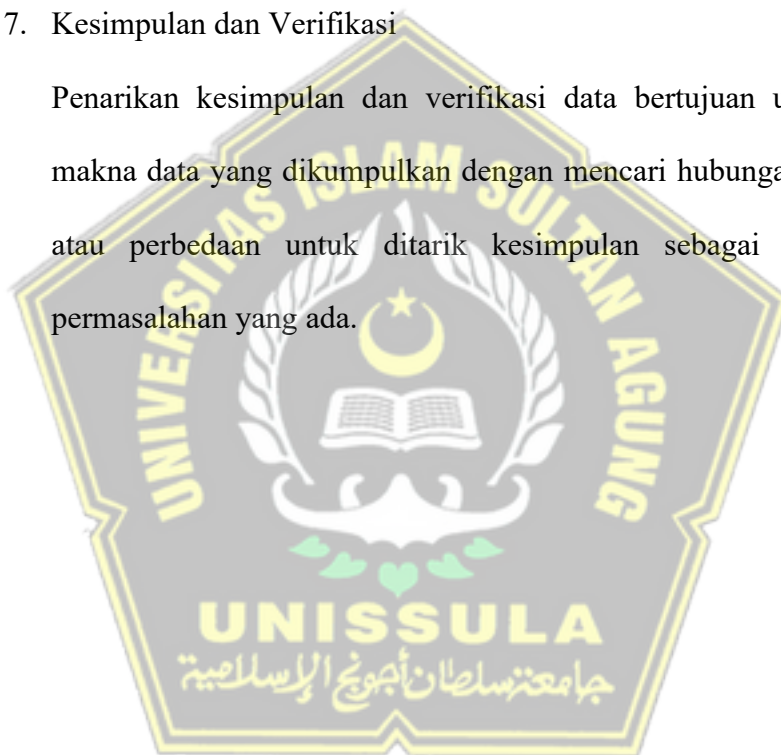 7. Kesimpulan dan Verifikasi
Penarikan kesimpulan dan verifikasi data bertujuan u
makna data yang dikumpulkan dengan mencari hubunga
atau perbedaan untuk ditarik kesimpulan sebagai
permasalahan yang ada.
UNIVERSITAS ISLAM SULTAN AGUNG
UNISSULA
جامعة سلطان أجونج الإسلامية